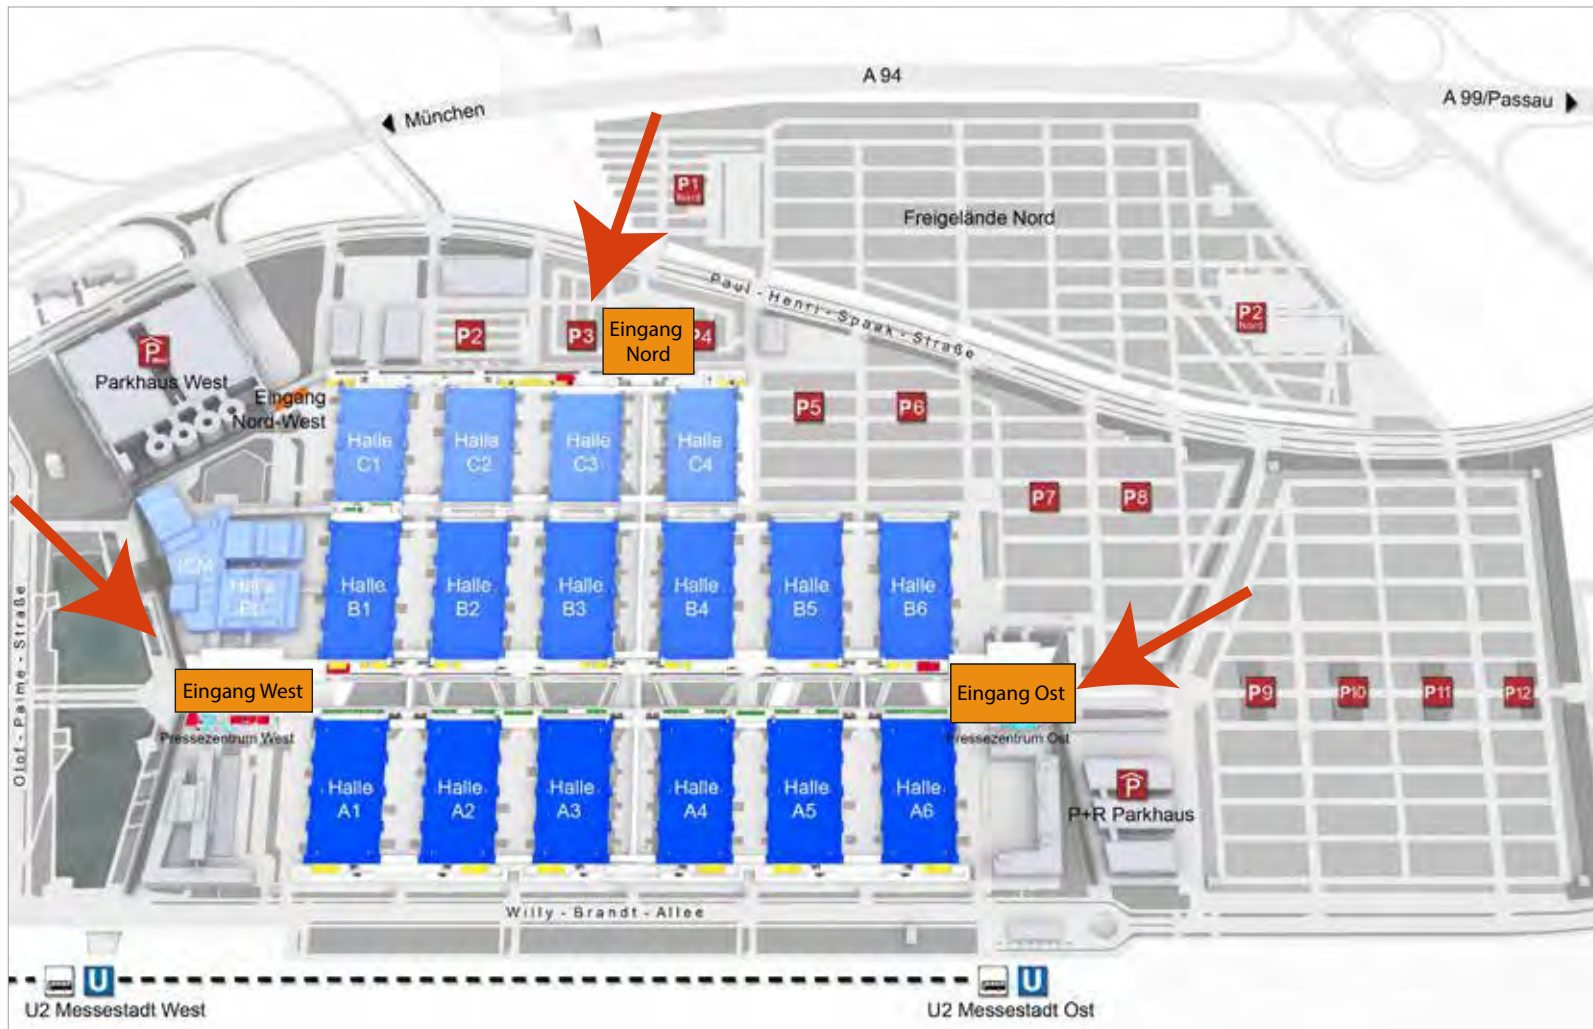 A 94
A 99/Passau
München
P1
Nord
Freigelände Nord
Paul - Henri - Spaak - Straße
P2
Nord
P2
P3
Eingang
Nord
P4
P
Parkhaus West
Eingang
Nord-West
P5
P6
Halle
C1
Halle
C2
Halle
C3
Halle
C4
P7
P8
ICM
Halle
B1
Halle
B2
Halle
B3
Halle
B4
Halle
B5
Halle
B6
Olof - Palme - Straße
Eingang West
Eingang Ost
P9
P10
P11
P12
Pressezentrum West
Pressezentrum Ost
Halle
A1
Halle
A2
Halle
A3
Halle
A4
Halle
A5
Halle
A6
P
P+R Parkhaus
Willy - Brandt - Allee
U
U2 Messestadt West
U
U2 Messestadt Ost